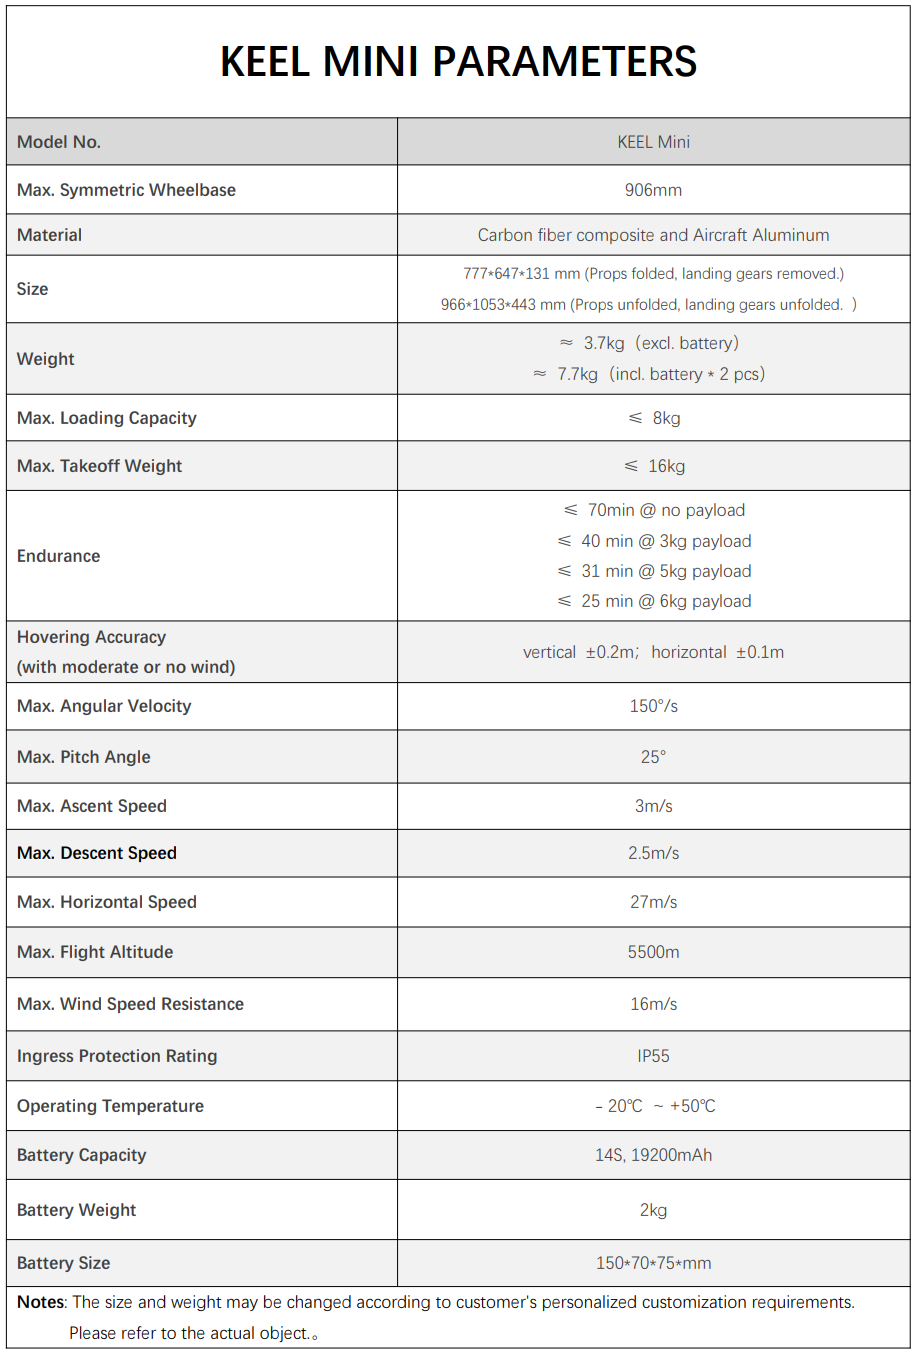 KEEL MINI PARAMETERS
Model No. KEEL Mini
Max. Symmetric Wheelbase 906mm
Material Carbon fiber composite and Aircraft Aluminum
Size
777*647*131 mm (Props folded, landing gears removed.)
966*1053*443 mm (Props unfolded, landing gears unfolded. )
Weight
≈ 3.7kg（excl. battery）
≈ 7.7kg（incl. battery * 2 pcs）
Max. Loading Capacity ≤ 8kg
Max. Takeoff Weight ≤ 16kg
Endurance
≤ 70min @ no payload
≤ 40 min @ 3kg payload
≤ 31 min @ 5kg payload
≤ 25 min @ 6kg payload
Hovering Accuracy
(with moderate or no wind)
vertical ±0.2m；horizontal ±0.1m
Max. Angular Velocity 150°/s
Max. Pitch Angle 25°
Max. Ascent Speed 3m/s
Max. Descent Speed 2.5m/s
Max. Horizontal Speed 27m/s
Max. Flight Altitude 5500m
Max. Wind Speed Resistance 16m/s
Ingress Protection Rating IP55
Operating Temperature – 20℃ ~ +50℃
Battery Capacity 14S, 19200mAh
Battery Weight 2kg
Battery Size 150*70*75*mm
Notes: The size and weight may be changed according to customer's personalized customization requirements.
Please refer to the actual object.。